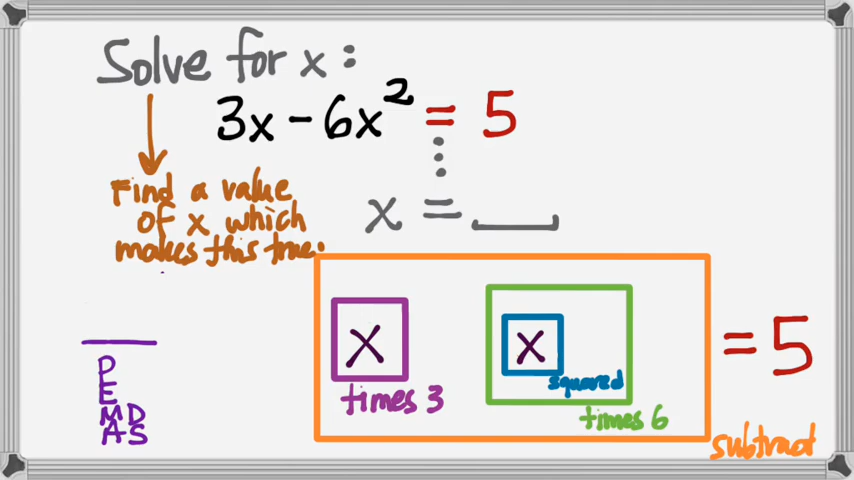 Solve for x:
3x - 6x² = 5
Find a value
of x which
makes this true.
x = ___
x
x
squared
= 5
times 3
times 6
subtract
P
E
MD
AS